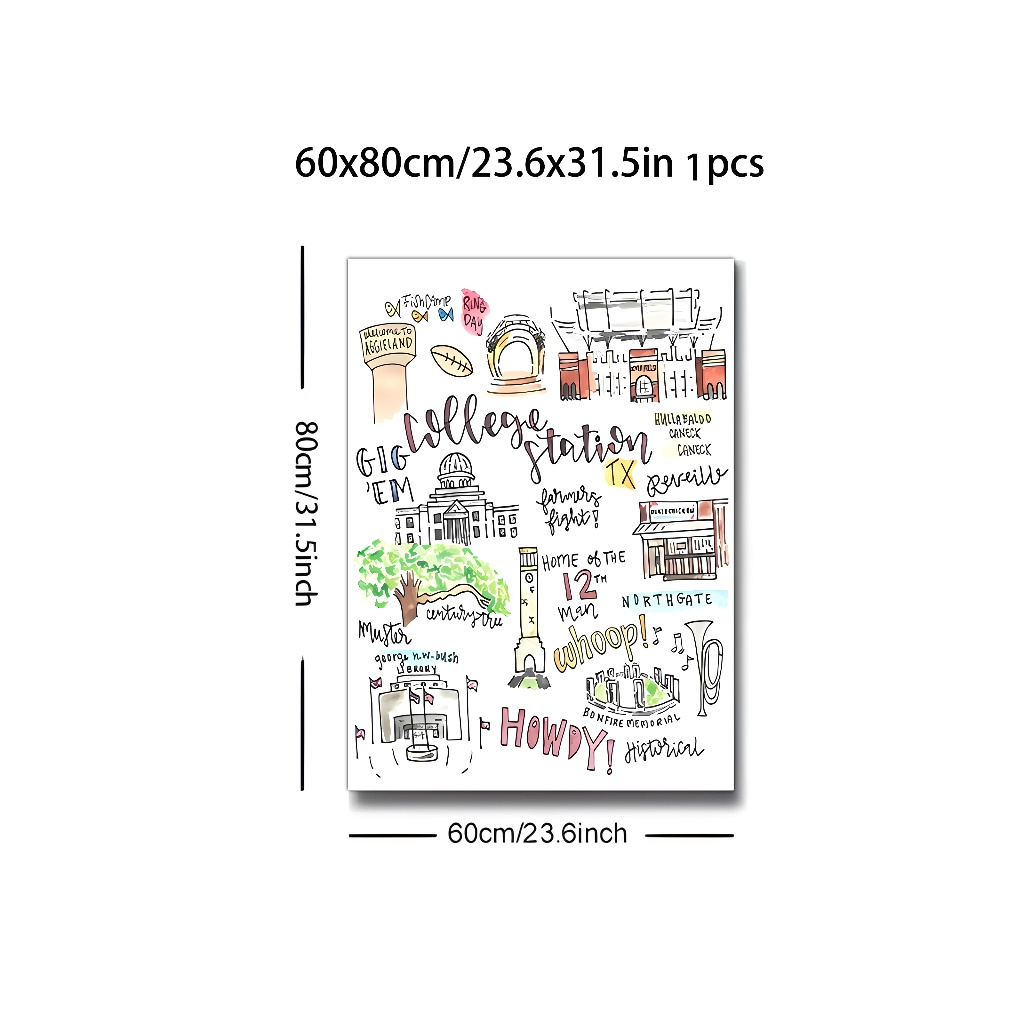 60x80cm/23.6x31.5in 1pcs
80cm/31.5inch
Fish Camp
RING
DAY
Welcome To
AGGIELAND
College
Station
TX
HULLABALOO
CANECK
CANECK
GIG
'EM
Reveille
farmers
fight!
HOME OF THE
12TH
Man
NORTHGATE
century tree
Muster
whoop!
george h.w. bush
BONFIRE MEMORIAL
HOWDY!
Historical
60cm/23.6inch